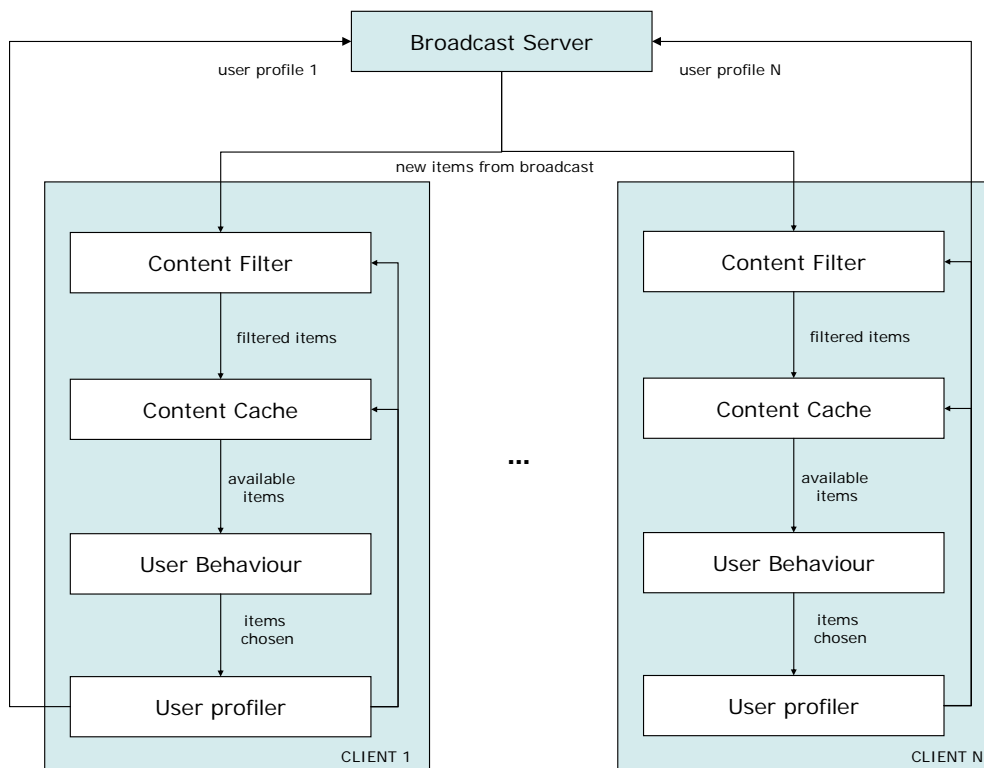 Broadcast Server
user profile 1
user profile N
new items from broadcast
Content Filter
filtered items
Content Cache
available
items
User Behaviour
items
chosen
User profiler
CLIENT 1
...
Content Filter
filtered items
Content Cache
available
items
User Behaviour
items
chosen
User profiler
CLIENT N